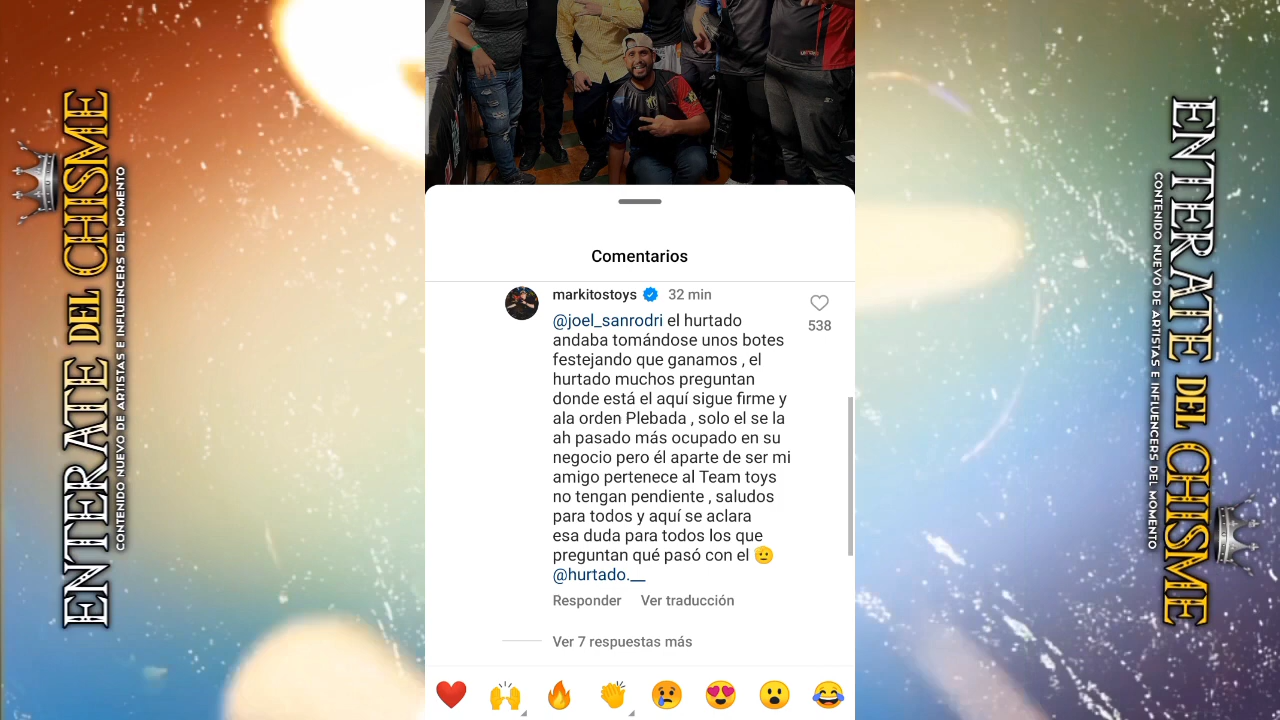 ENTERATE DEL CHISME
CONTENIDO NUEVO DE ARTISTAS E INFLUENCERS DEL MOMENTO
Comentarios
markitostoys 32 min
@joel_sanrodri el hurtado
andaba tomándose unos botes
festejando que ganamos , el
hurtado muchos preguntan
donde está el aquí sigue firme y
ala orden Plebada , solo el se la
ah pasado más ocupado en su
negocio pero él aparte de ser mi
amigo pertenece al Team toys
no tengan pendiente , saludos
para todos y aquí se aclara
esa duda para todos los que
preguntan qué pasó con el 🫡
@hurtado.__
538
Responder Ver traducción
Ver 7 respuestas más
ENTERATE DEL CHISME
CONTENIDO NUEVO DE ARTISTAS E INFLUENCERS DEL MOMENTO